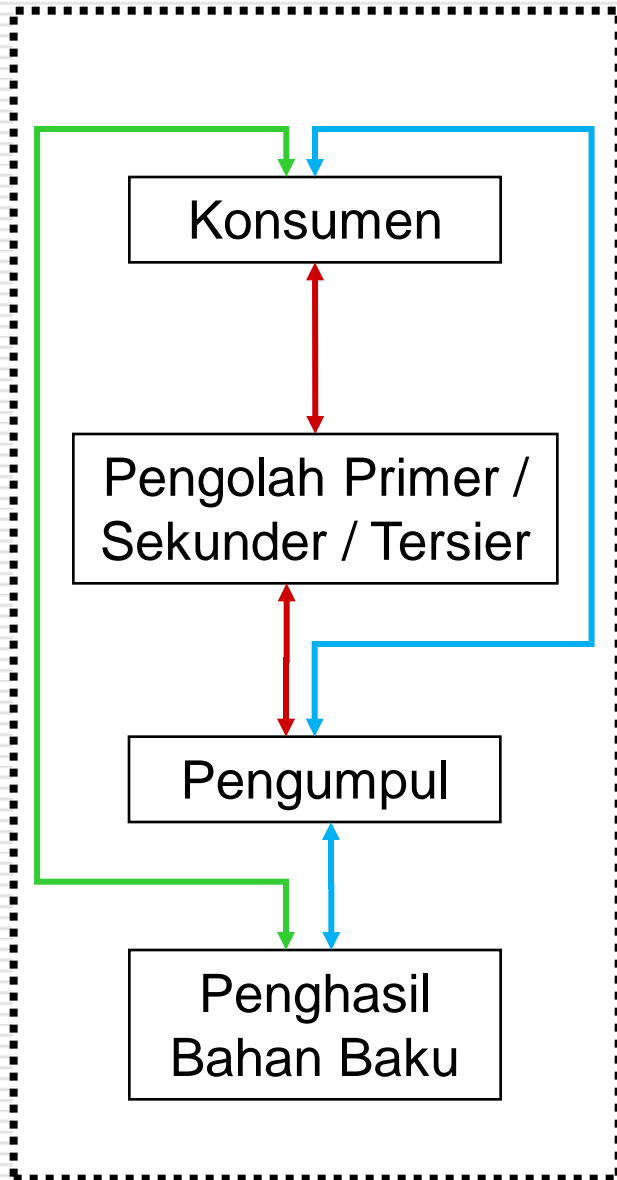 Konsumen
Pengolah Primer /
Sekunder / Tersier
Pengumpul
Penghasil
Bahan Baku